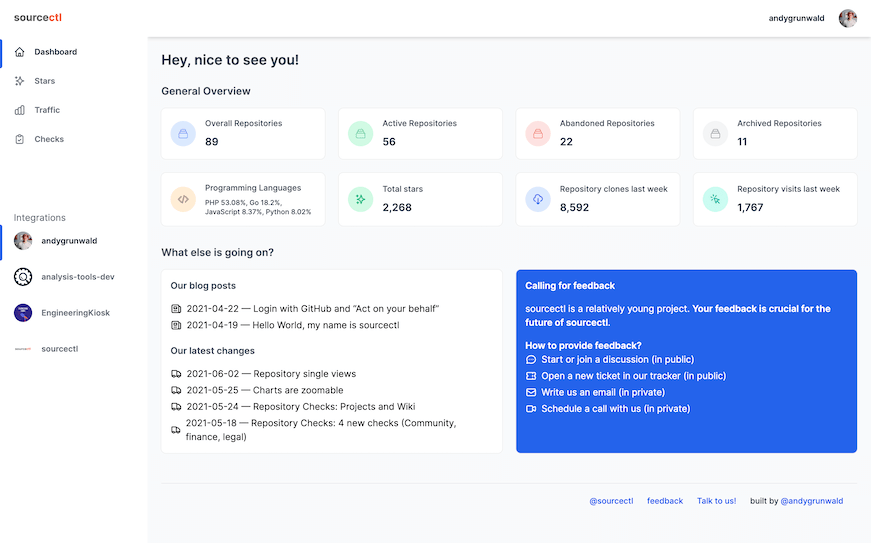 sourcectl
andygrunwald
Dashboard
Stars
Traffic
Checks
Integrations
andygrunwald
analysis-tools-dev
EngineeringKiosk
sourcectl
Hey, nice to see you!
General Overview
Overall Repositories
89
Active Repositories
56
Abandoned Repositories
22
Archived Repositories
11
Programming Languages
PHP 53.08%, Go 18.2%,
JavaScript 8.37%, Python 8.02%
Total stars
2,268
Repository clones last week
8,592
Repository visits last week
1,767
What else is going on?
Our blog posts
2021-04-22 — Login with GitHub and “Act on your behalf”
2021-04-19 — Hello World, my name is sourcectl
Our latest changes
2021-06-02 — Repository single views
2021-05-25 — Charts are zoomable
2021-05-24 — Repository Checks: Projects and Wiki
2021-05-18 — Repository Checks: 4 new checks (Community,
finance, legal)
Calling for feedback
sourcectl is a relatively young project. Your feedback is crucial for the
future of sourcectl.
How to provide feedback?
Start or join a discussion (in public)
Open a new ticket in our tracker (in public)
Write us an email (in private)
Schedule a call with us (in private)
@sourcectl feedback Talk to us! built by @andygrunwald